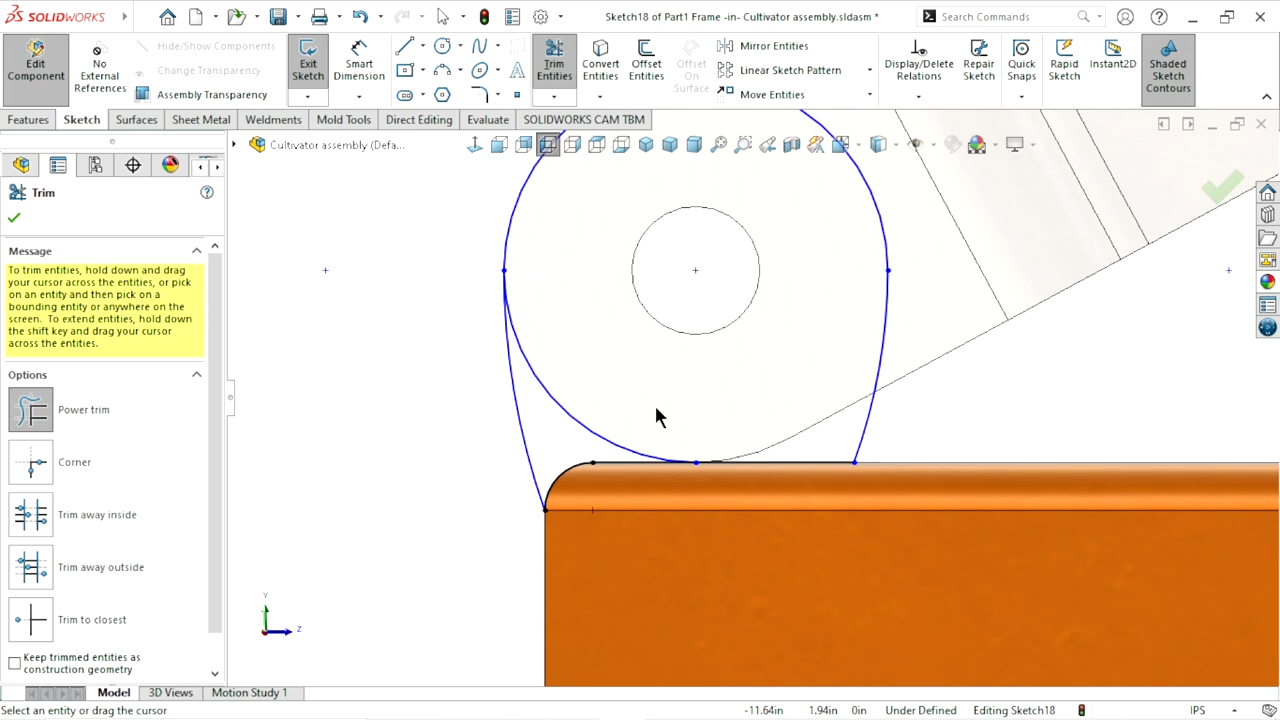 SOLIDWORKS
Sketch18 of Part1 Frame -in- Cultivator assembly.sldasm *
Search Commands
Edit
Component
No
External
References
Hide/Show Components
Change Transparency
Assembly Transparency
Exit
Sketch
Smart
Dimension
Trim
Entities
Convert
Entities
Offset
Entities
Offset
On
Surface
Mirror Entities
Linear Sketch Pattern
Move Entities
Display/Delete
Relations
Repair
Sketch
Quick
Snaps
Rapid
Sketch
Instant2D
Shaded
Sketch
Contours
Features
Sketch
Surfaces
Sheet Metal
Weldments
Mold Tools
Direct Editing
Evaluate
SOLIDWORKS CAM TBM
Cultivator assembly (Defa...
Trim
Message
To trim entities, hold down and drag
your cursor across the entities, or pick
on an entity and then pick on a
bounding entity or anywhere on the
screen. To extend entities, hold down
the shift key and drag your cursor
across the entities.
Options
Power trim
Corner
Trim away inside
Trim away outside
Trim to closest
Keep trimmed entities as
construction geometry
Y
Z
Model
3D Views
Motion Study 1
Select an entity or drag the cursor
-11.64in
1.94in
0in
Under Defined
Editing Sketch18
IPS